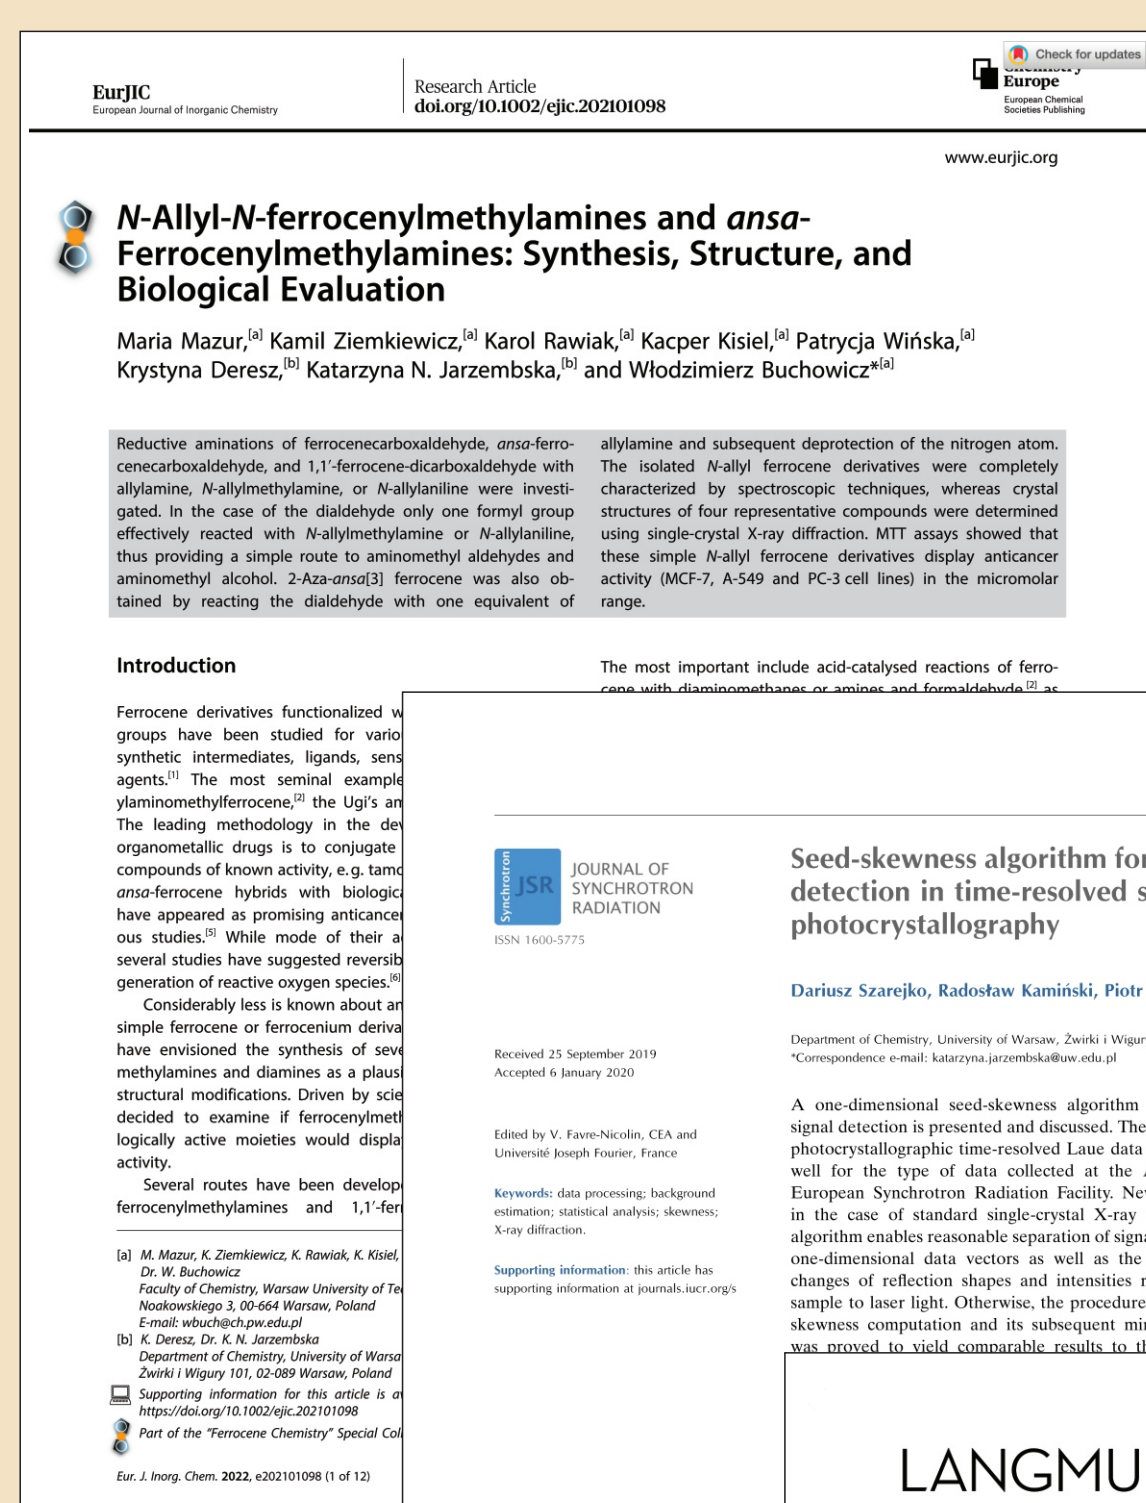 Check for updates
EurJIC
European Journal of Inorganic Chemistry
Research Article
doi.org/10.1002/ejic.202101098
Europe
European Chemical
Societies Publishing
www.eurjic.org
N-Allyl-N-ferrocenylmethylamines and ansa-
Ferrocenylmethylamines: Synthesis, Structure, and
Biological Evaluation
Maria Mazur,[a] Kamil Ziemkiewicz,[a] Karol Rawiak,[a] Kacper Kisiel,[a] Patrycja Wińska,[a]
Krystyna Deresz,[b] Katarzyna N. Jarzembska,[b] and Włodzimierz Buchowicz*[a]
Reductive aminations of ferrocenecarboxaldehyde, ansa-ferro-
cenecarboxaldehyde, and 1,1′-ferrocene-dicarboxaldehyde with
allylamine, N-allylmethylamine, or N-allylaniline were investi-
gated. In the case of the dialdehyde only one formyl group
effectively reacted with N-allylmethylamine or N-allylaniline,
thus providing a simple route to aminomethyl aldehydes and
aminomethyl alcohol. 2-Aza-ansa[3] ferrocene was also ob-
tained by reacting the dialdehyde with one equivalent of
allylamine and subsequent deprotection of the nitrogen atom.
The isolated N-allyl ferrocene derivatives were completely
characterized by spectroscopic techniques, whereas crystal
structures of four representative compounds were determined
using single-crystal X-ray diffraction. MTT assays showed that
these simple N-allyl ferrocene derivatives display anticancer
activity (MCF-7, A-549 and PC-3 cell lines) in the micromolar
range.
Introduction
Ferrocene derivatives functionalized w
groups have been studied for vario
synthetic intermediates, ligands, sens
agents.[1] The most seminal example
ylaminomethylferrocene,[2] the Ugi's am
The leading methodology in the dev
organometallic drugs is to conjugate
compounds of known activity, e.g. tamo
ansa-ferrocene hybrids with biologica
have appeared as promising anticancer
ous studies.[5] While mode of their a
several studies have suggested reversib
generation of reactive oxygen species.[6]
Considerably less is known about an
simple ferrocene or ferrocenium deriva
have envisioned the synthesis of seve
methylamines and diamines as a plausi
structural modifications. Driven by scie
decided to examine if ferrocenylmeth
logically active moieties would displa
activity.
Several routes have been develop
ferrocenylmethylamines and 1,1′-fer
The most important include acid-catalysed reactions of ferro-
cene with diaminomethanes or amines and formaldehyde,[2] as
[a] M. Mazur, K. Ziemkiewicz, K. Rawiak, K. Kisiel,
Dr. W. Buchowicz
Faculty of Chemistry, Warsaw University of Te
Noakowskiego 3, 00-664 Warsaw, Poland
E-mail: wbuch@ch.pw.edu.pl
[b] K. Deresz, Dr. K. N. Jarzembska
Department of Chemistry, University of Warsa
Żwirki i Wigury 101, 02-089 Warsaw, Poland
Supporting information for this article is av
https://doi.org/10.1002/ejic.202101098
Part of the "Ferrocene Chemistry" Special Coll
Eur. J. Inorg. Chem. 2022, e202101098 (1 of 12)
Synchrotron
JSR
JOURNAL OF
SYNCHROTRON
RADIATION
ISSN 1600-5775
Received 25 September 2019
Accepted 6 January 2020
Edited by V. Favre-Nicolin, CEA and
Université Joseph Fourier, France
Keywords: data processing; background
estimation; statistical analysis; skewness;
X-ray diffraction.
Supporting information: this article has
supporting information at journals.iucr.org/s
Seed-skewness algorithm for
detection in time-resolved s
photocrystallography
Dariusz Szarejko, Radosław Kamiński, Piotr
Department of Chemistry, University of Warsaw, Żwirki i Wigur
*Correspondence e-mail: katarzyna.jarzembska@uw.edu.pl
A one-dimensional seed-skewness algorithm
signal detection is presented and discussed. The
photocrystallographic time-resolved Laue data
well for the type of data collected at the
European Synchrotron Radiation Facility. Nev
in the case of standard single-crystal X-ray
algorithm enables reasonable separation of signa
one-dimensional data vectors as well as the
changes of reflection shapes and intensities
sample to laser light. Otherwise, the procedure
skewness computation and its subsequent min
was proved to yield comparable results to th
LANGMU